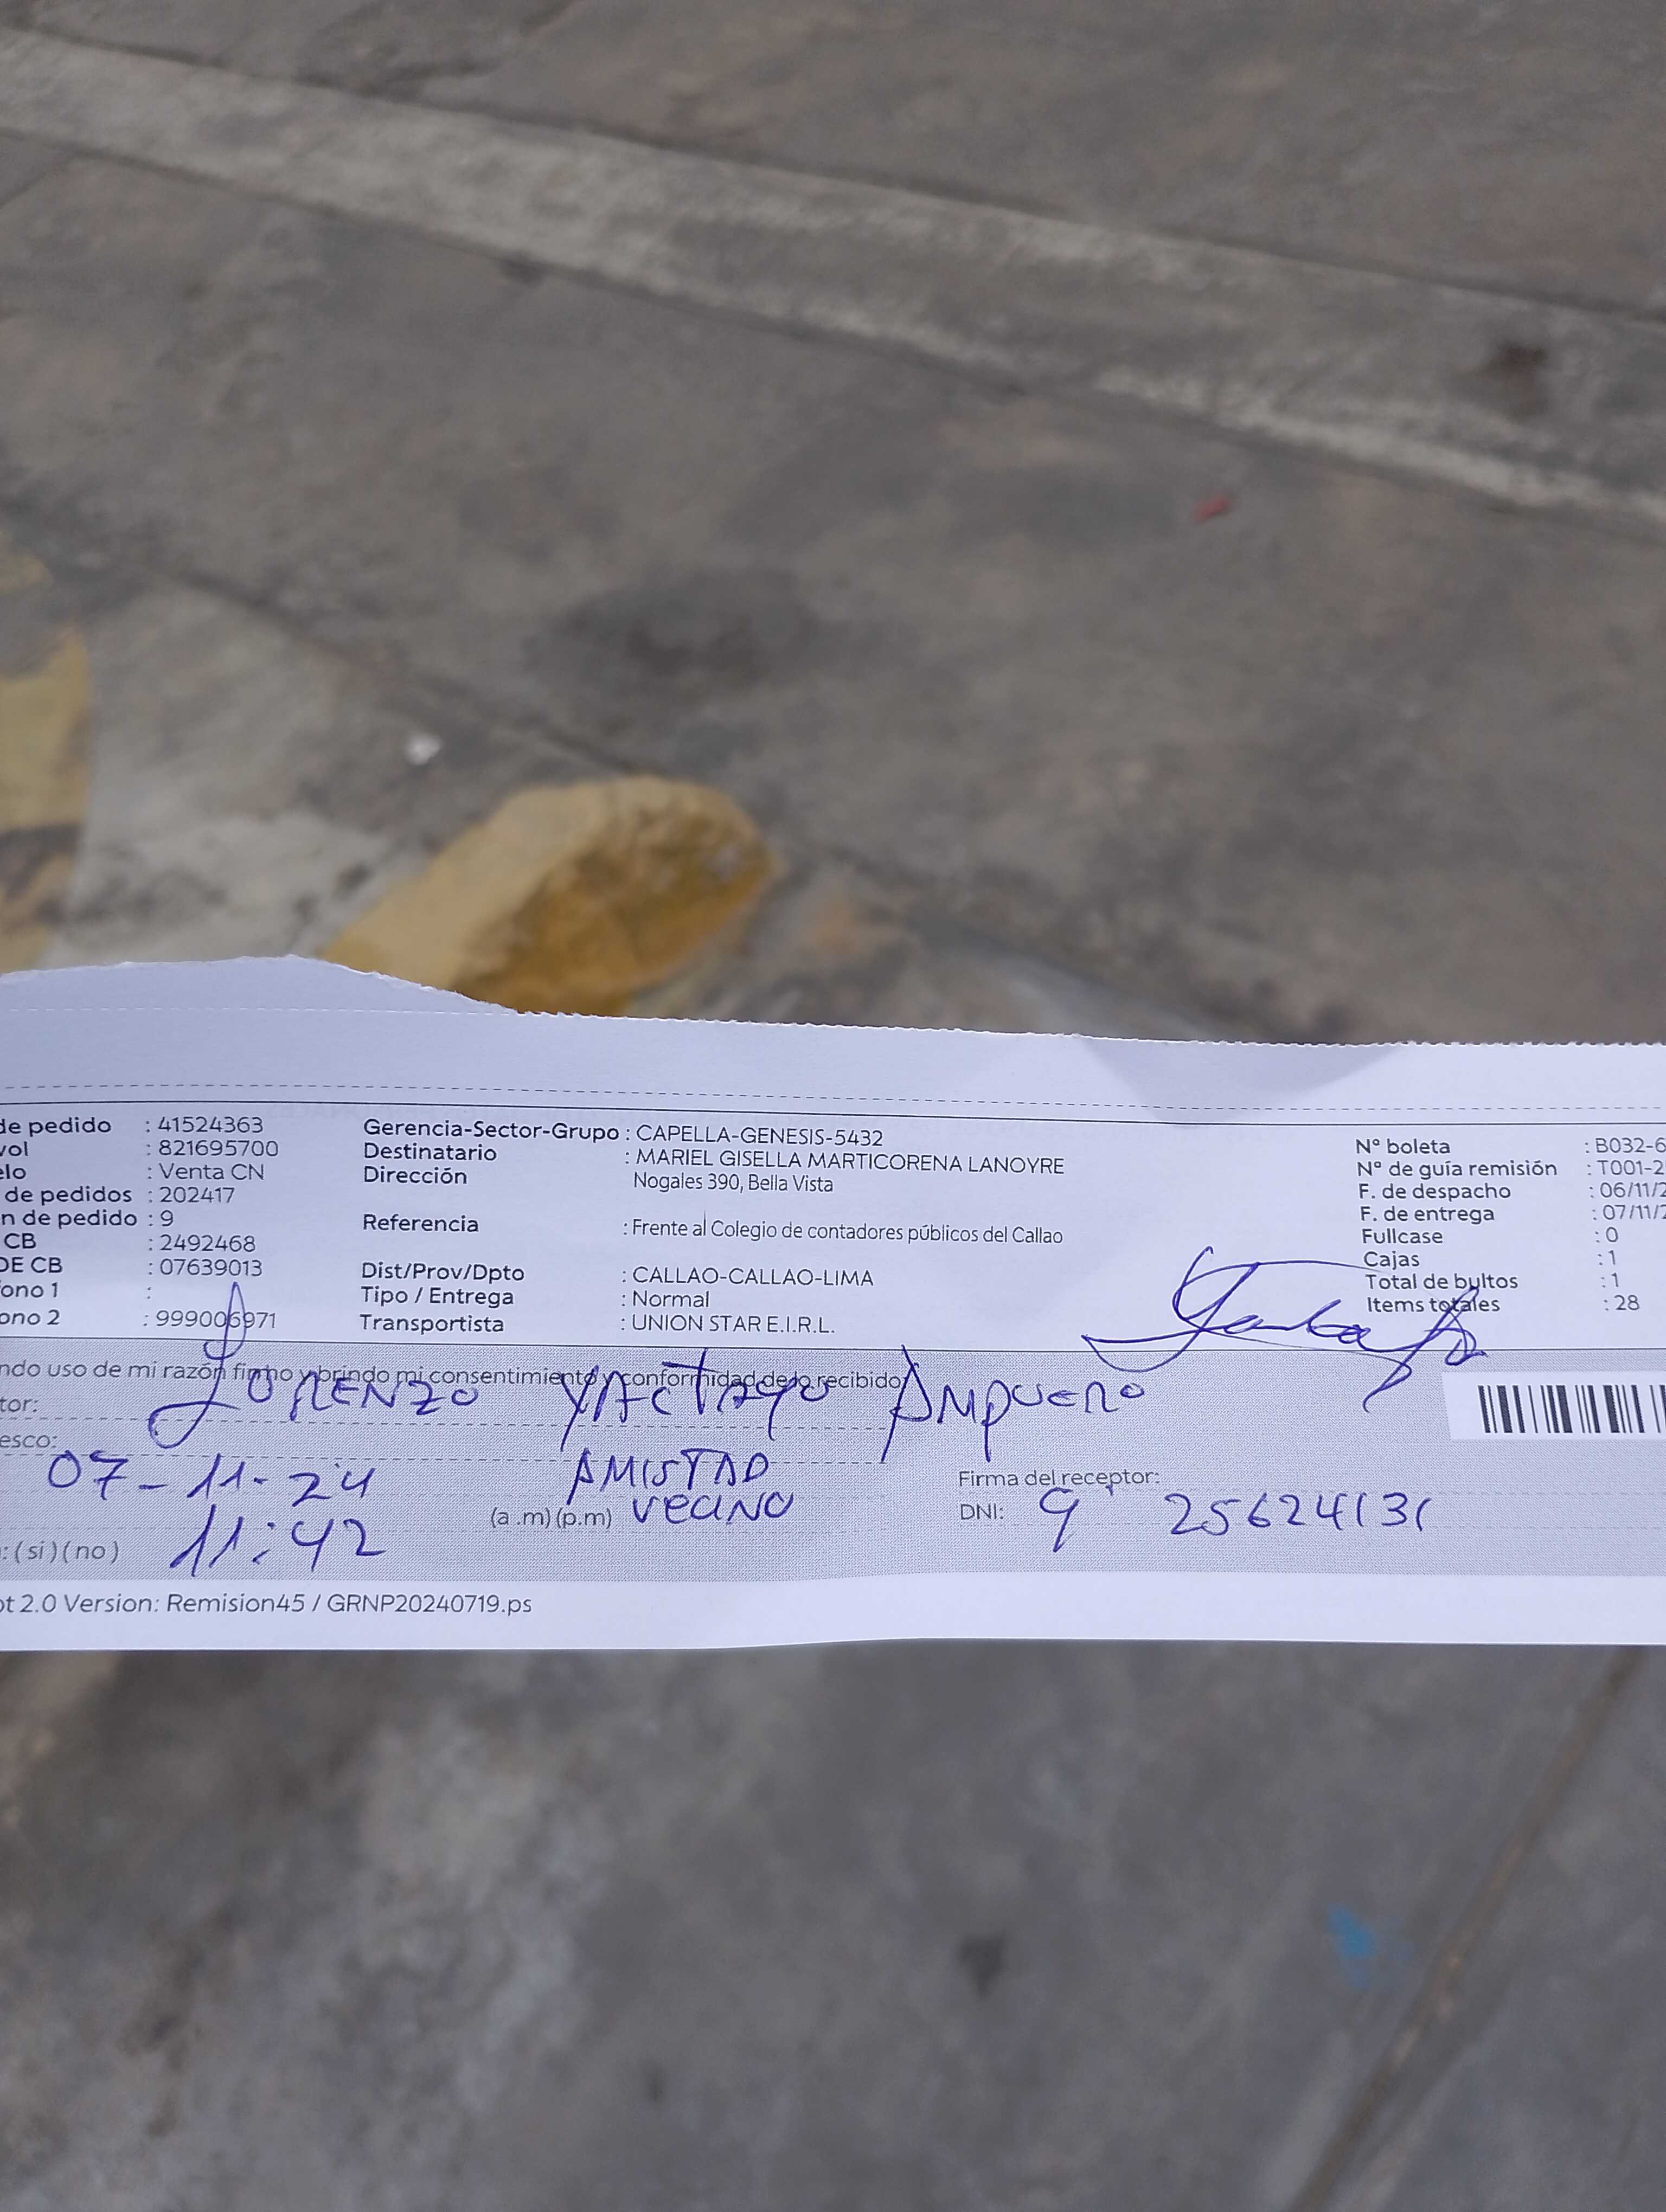 de pedido : 41524363
vol : 821695700
elo : Venta CN
de pedidos : 202417
n de pedido : 9
CB : 2492468
DE CB : 07639013
ono 1 :
ono 2 : 999006971
Gerencia-Sector-Grupo : CAPELLA-GENESIS-5432
Destinatario : MARIEL GISELLA MARTICORENA LANOYRE
Dirección Nogales 390, Bella Vista
Referencia : Frente al Colegio de contadores públicos del Callao
Dist/Prov/Dpto : CALLAO-CALLAO-LIMA
Tipo / Entrega : Normal
Transportista : UNION STAR E.I.R.L.
Nº boleta : B032-6
Nº de guía remisión : T001-2
F. de despacho : 06/11/2
F. de entrega : 07/11/2
Fullcase : 0
Cajas : 1
Total de bultos : 1
Items totales : 28
ndo uso de mi razón firmo y brindo mi consentimiento y conformidad de lo recibido
tor: LORENZO YACTAYO AMPUERO
esco: AMISTAD
07-11-24 VECINO
(a.m)(p.m)
Firma del receptor:
DNI: 9 25624131
: (si)(no) 11:42
ot 2.0 Version: Remision45 / GRNP20240719.ps